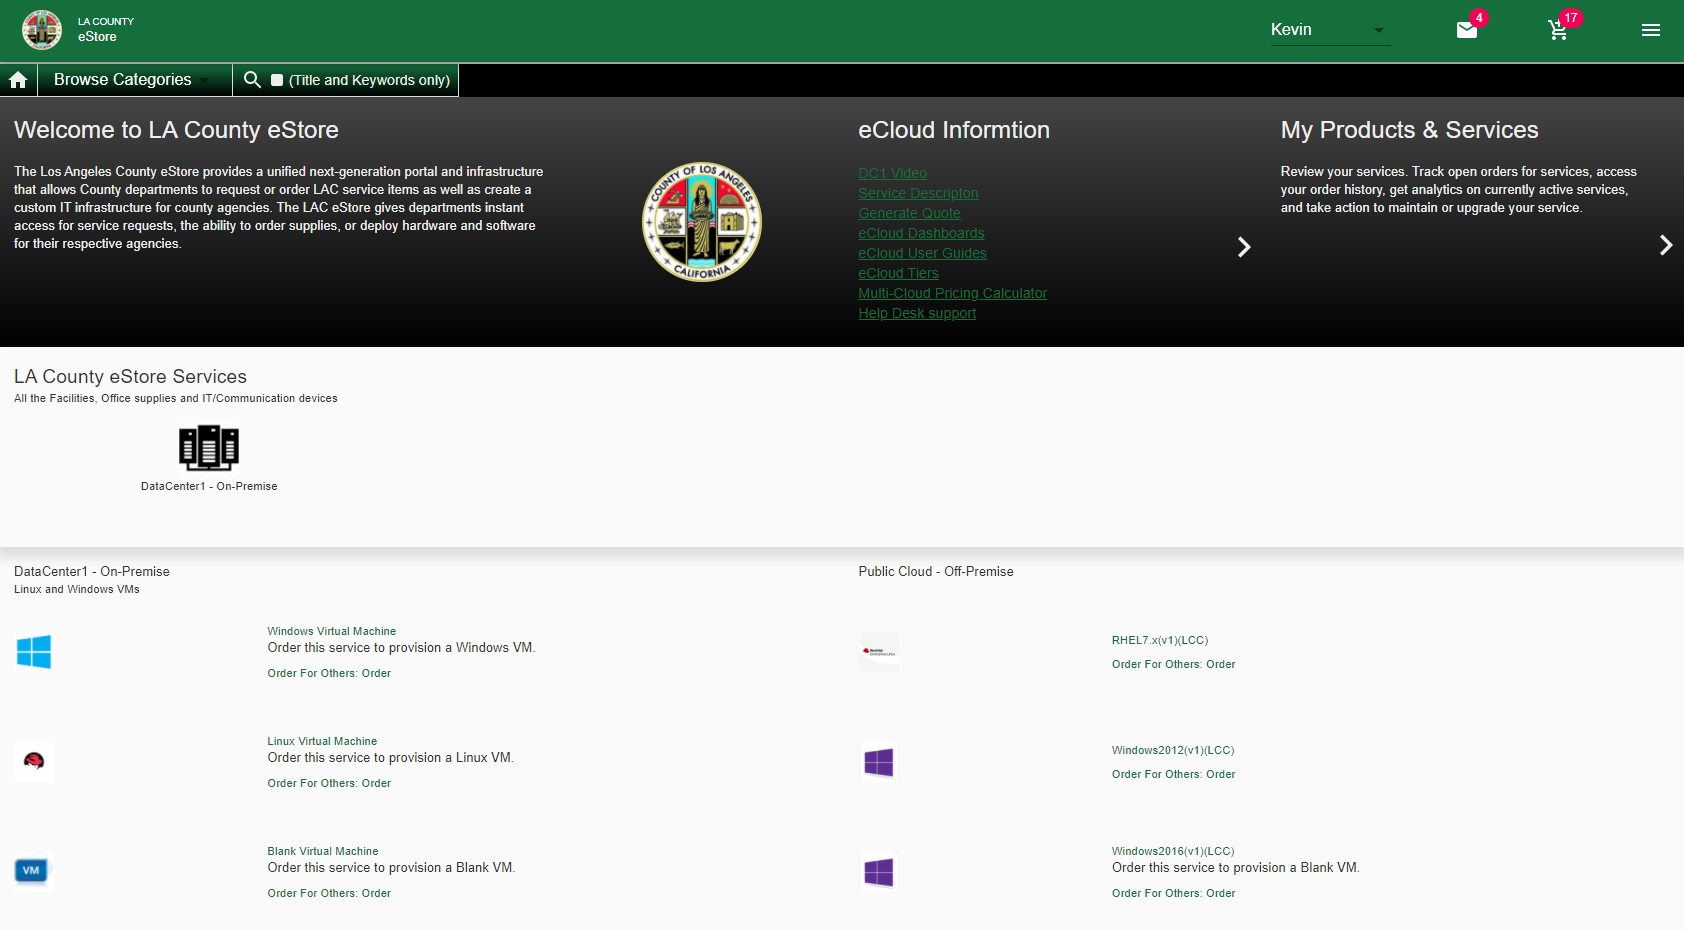 LA COUNTY
eStore
Kevin
4
17
Browse Categories
(Title and Keywords only)
Welcome to LA County eStore
The Los Angeles County eStore provides a unified next-generation portal and infrastructure
that allows County departments to request or order LAC service items as well as create a
custom IT infrastructure for county agencies. The LAC eStore gives departments instant
access for service requests, the ability to order supplies, or deploy hardware and software
for their respective agencies.
COUNTY OF LOS ANGELES
CALIFORNIA
eCloud Informtion
DC1 Video
Service Descripton
Generate Quote
eCloud Dashboards
eCloud User Guides
eCloud Tiers
Multi-Cloud Pricing Calculator
Help Desk support
My Products & Services
Review your services. Track open orders for services, access
your order history, get analytics on currently active services,
and take action to maintain or upgrade your service.
LA County eStore Services
All the Facilities, Office supplies and IT/Communication devices
DataCenter1 - On-Premise
DataCenter1 - On-Premise
Linux and Windows VMs
Windows Virtual Machine
Order this service to provision a Windows VM.
Order For Others: Order
Linux Virtual Machine
Order this service to provision a Linux VM.
Order For Others: Order
VM
Blank Virtual Machine
Order this service to provision a Blank VM.
Order For Others: Order
Public Cloud - Off-Premise
RHEL7.x(v1)(LCC)
Order For Others: Order
Windows2012(v1)(LCC)
Order For Others: Order
Windows2016(v1)(LCC)
Order this service to provision a Blank VM.
Order For Others: Order